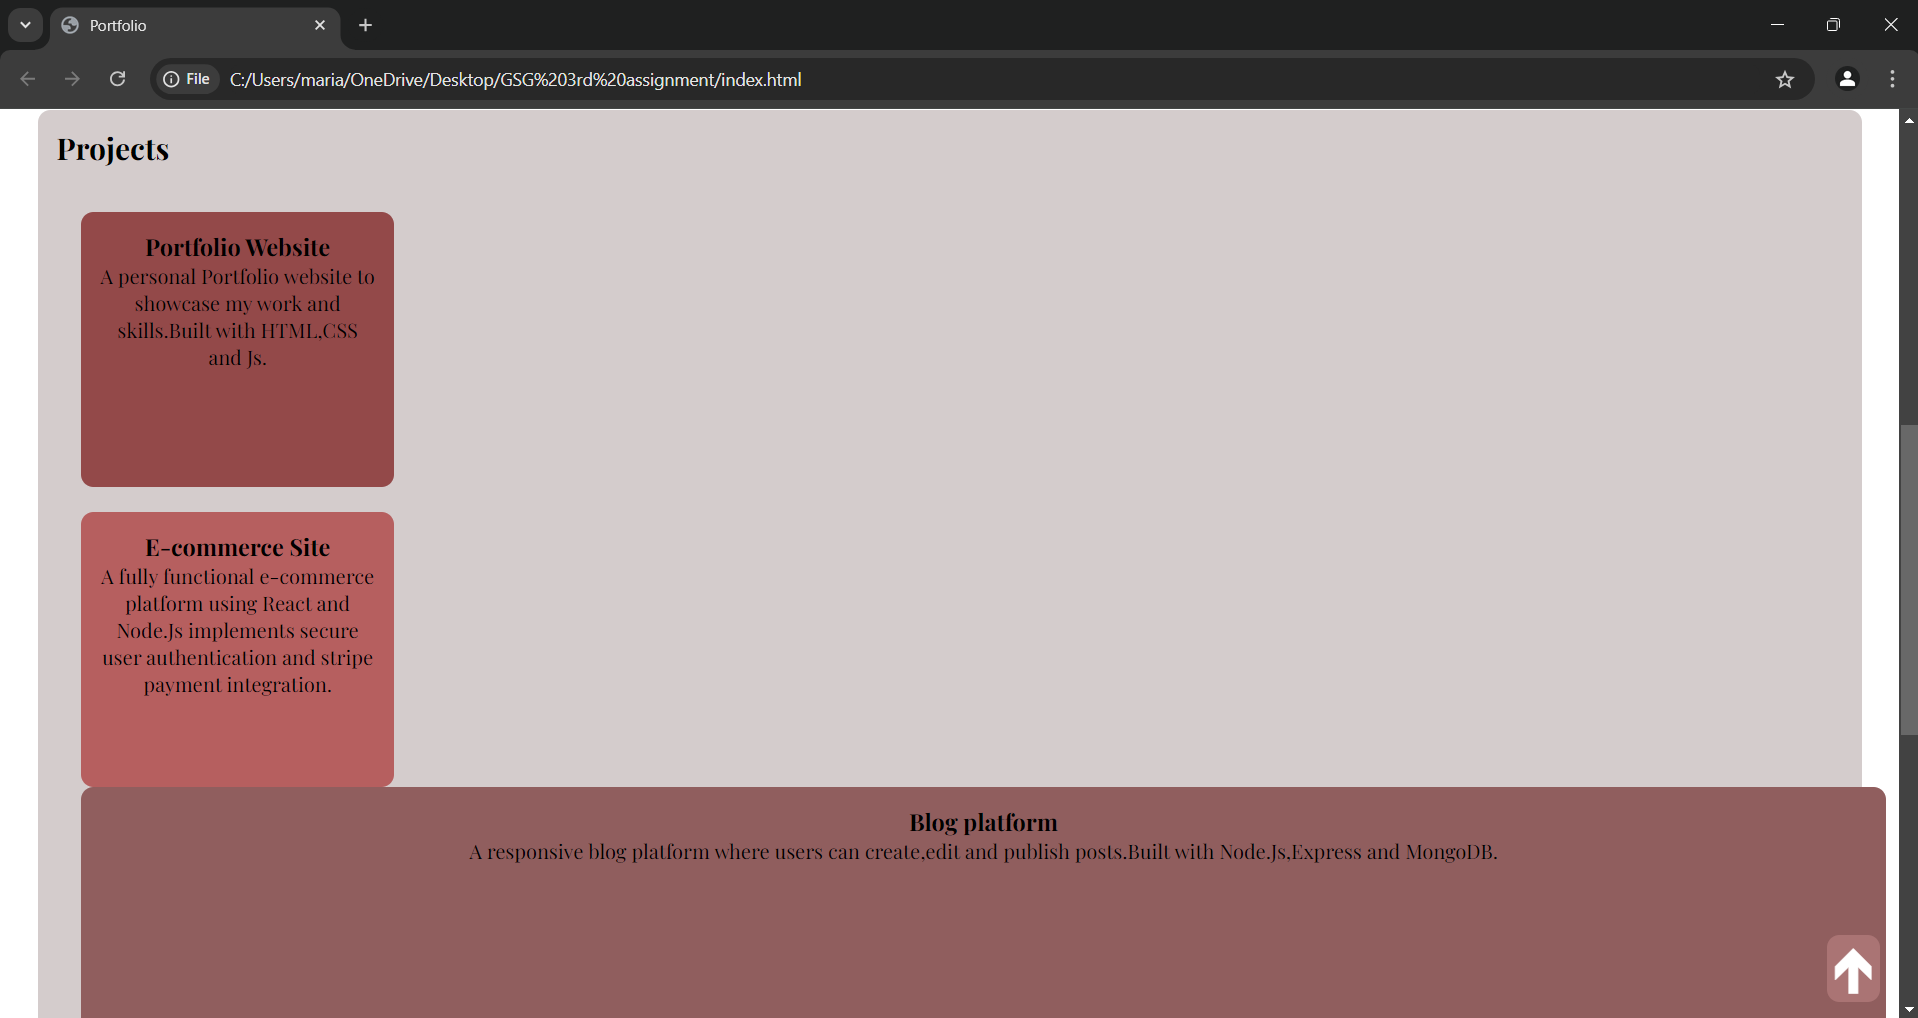 Portfolio
File
C:/Users/maria/OneDrive/Desktop/GSG%203rd%20assignment/index.html
Projects
Portfolio Website
A personal Portfolio website to
showcase my work and
skills.Built with HTML,CSS
and Js.
E-commerce Site
A fully functional e-commerce
platform using React and
Node.Js implements secure
user authentication and stripe
payment integration.
Blog platform
A responsive blog platform where users can create,edit and publish posts.Built with Node.Js,Express and MongoDB.